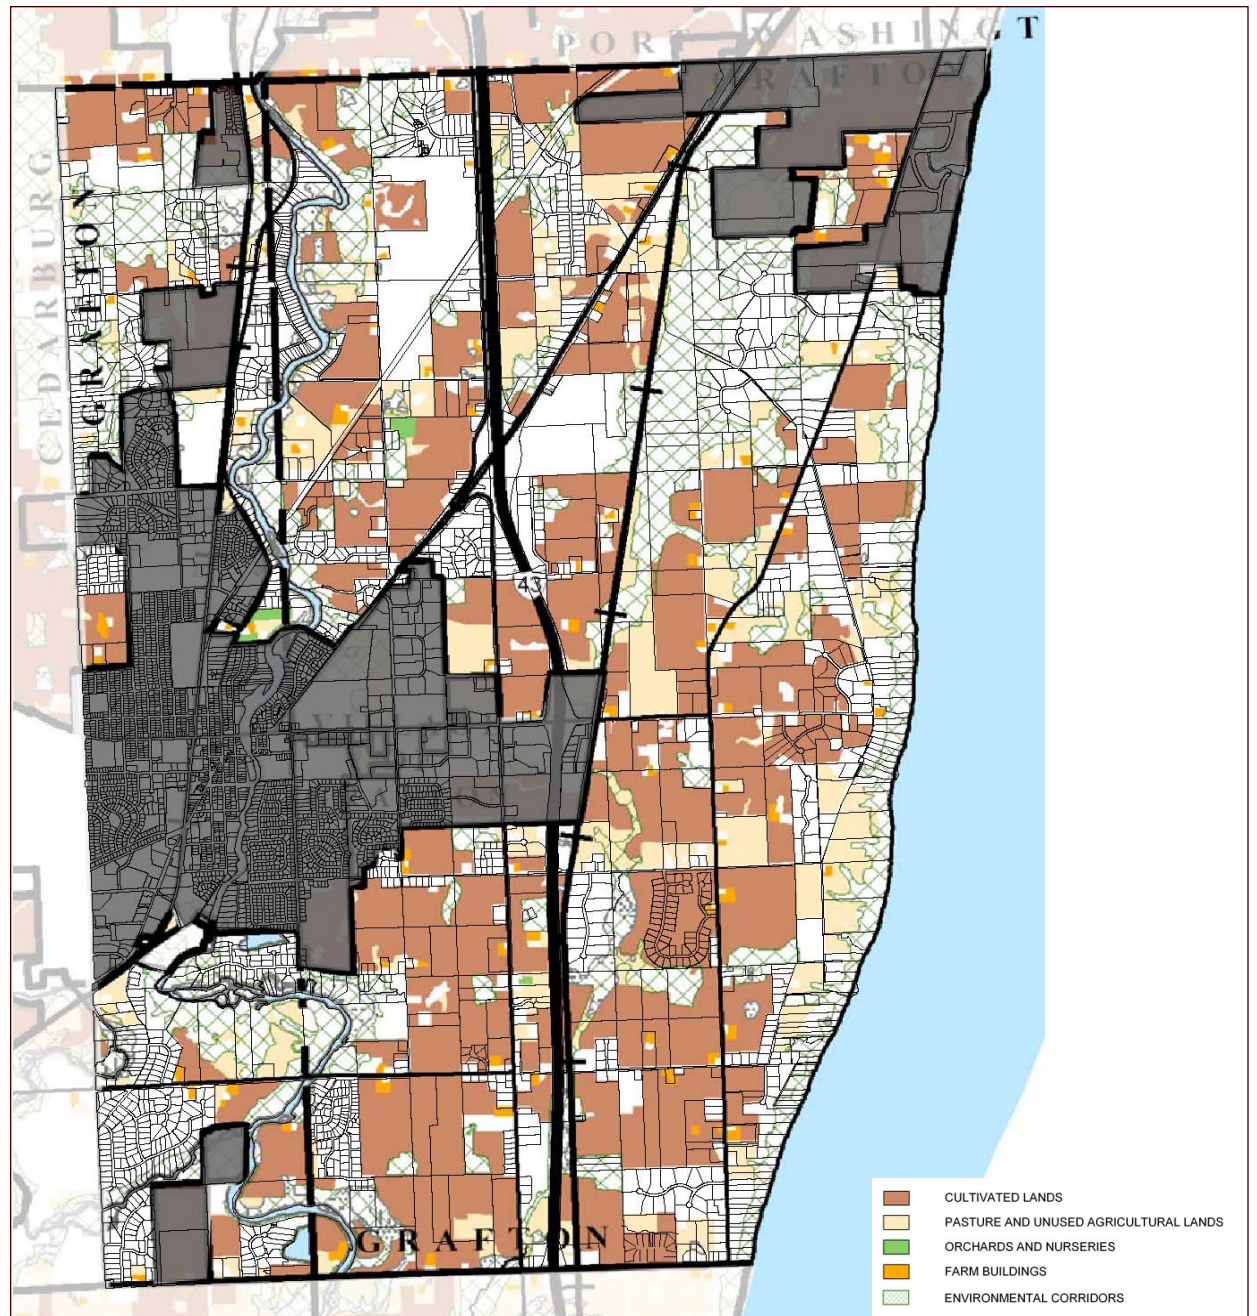 PORT WASHINGT
GRAFTON
CEDARBURG
GRAFTON
43
GRAFTON
CULTIVATED LANDS
PASTURE AND UNUSED AGRICULTURAL LANDS
ORCHARDS AND NURSERIES
FARM BUILDINGS
ENVIRONMENTAL CORRIDORS